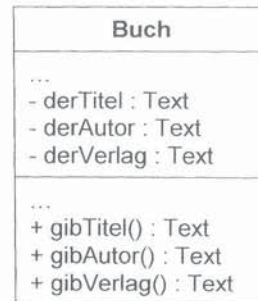 Buch
...
- derTitel : Text
- derAutor : Text
- derVerlag : Text
...
+ gibTitel() : Text
+ gibAutor() : Text
+ gibVerlag() : Text